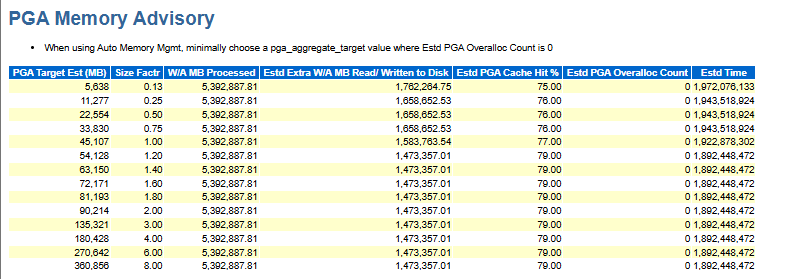 PGA Memory Advisory
When using Auto Memory Mgmt, minimally choose a pga_aggregate_target value where Estd PGA Overalloc Count is 0
PGA Target Est (MB) Size Factr W/A MB Processed Estd Extra W/A MB Read/ Written to Disk Estd PGA Cache Hit % Estd PGA Overalloc Count Estd Time
5,638 0.13 5,392,887.81 1,762,264.75 75.00 0 1,972,076,133
11,277 0.25 5,392,887.81 1,658,652.53 76.00 0 1,943,518,924
22,554 0.50 5,392,887.81 1,658,652.53 76.00 0 1,943,518,924
33,830 0.75 5,392,887.81 1,658,652.53 76.00 0 1,943,518,924
45,107 1.00 5,392,887.81 1,583,763.54 77.00 0 1,922,878,302
54,128 1.20 5,392,887.81 1,473,357.01 79.00 0 1,892,448,472
63,150 1.40 5,392,887.81 1,473,357.01 79.00 0 1,892,448,472
72,171 1.60 5,392,887.81 1,473,357.01 79.00 0 1,892,448,472
81,193 1.80 5,392,887.81 1,473,357.01 79.00 0 1,892,448,472
90,214 2.00 5,392,887.81 1,473,357.01 79.00 0 1,892,448,472
135,321 3.00 5,392,887.81 1,473,357.01 79.00 0 1,892,448,472
180,428 4.00 5,392,887.81 1,473,357.01 79.00 0 1,892,448,472
270,642 6.00 5,392,887.81 1,473,357.01 79.00 0 1,892,448,472
360,856 8.00 5,392,887.81 1,473,357.01 79.00 0 1,892,448,472